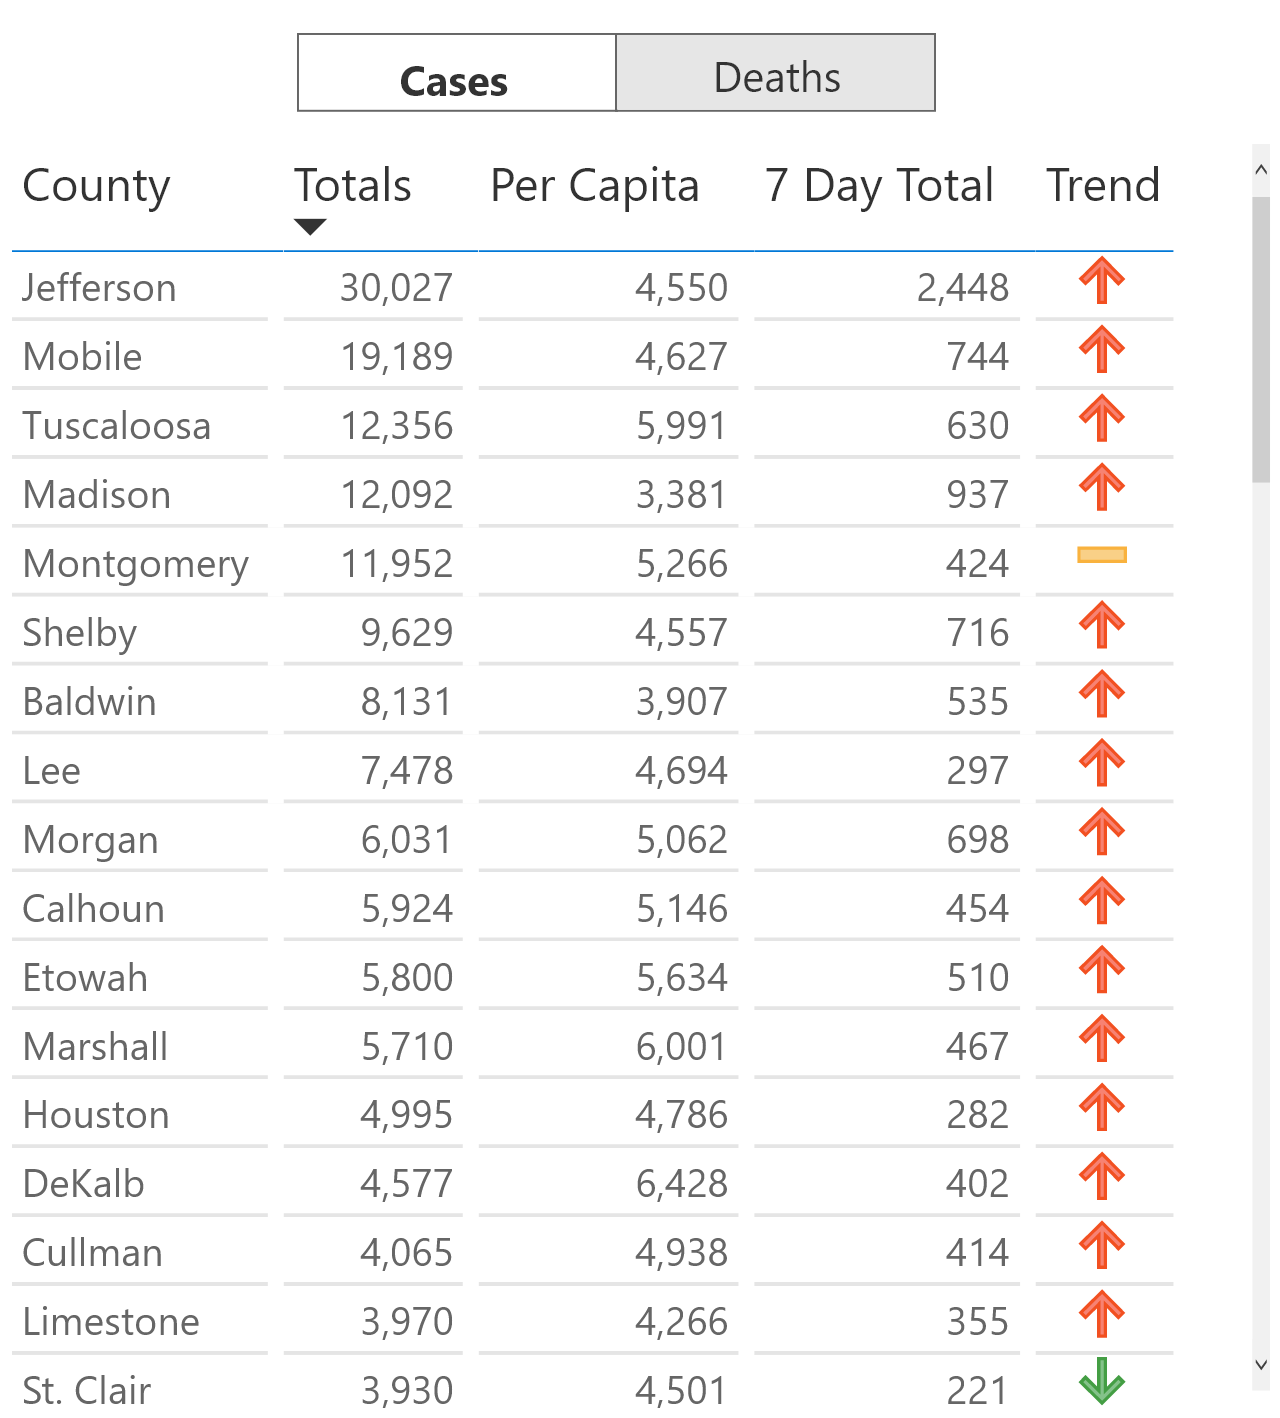 Cases Deaths
County Totals Per Capita 7 Day Total Trend
Jefferson 30,027 4,550 2,448
Mobile 19,189 4,627 744
Tuscaloosa 12,356 5,991 630
Madison 12,092 3,381 937
Montgomery 11,952 5,266 424
Shelby 9,629 4,557 716
Baldwin 8,131 3,907 535
Lee 7,478 4,694 297
Morgan 6,031 5,062 698
Calhoun 5,924 5,146 454
Etowah 5,800 5,634 510
Marshall 5,710 6,001 467
Houston 4,995 4,786 282
DeKalb 4,577 6,428 402
Cullman 4,065 4,938 414
Limestone 3,970 4,266 355
St. Clair 3,930 4,501 221